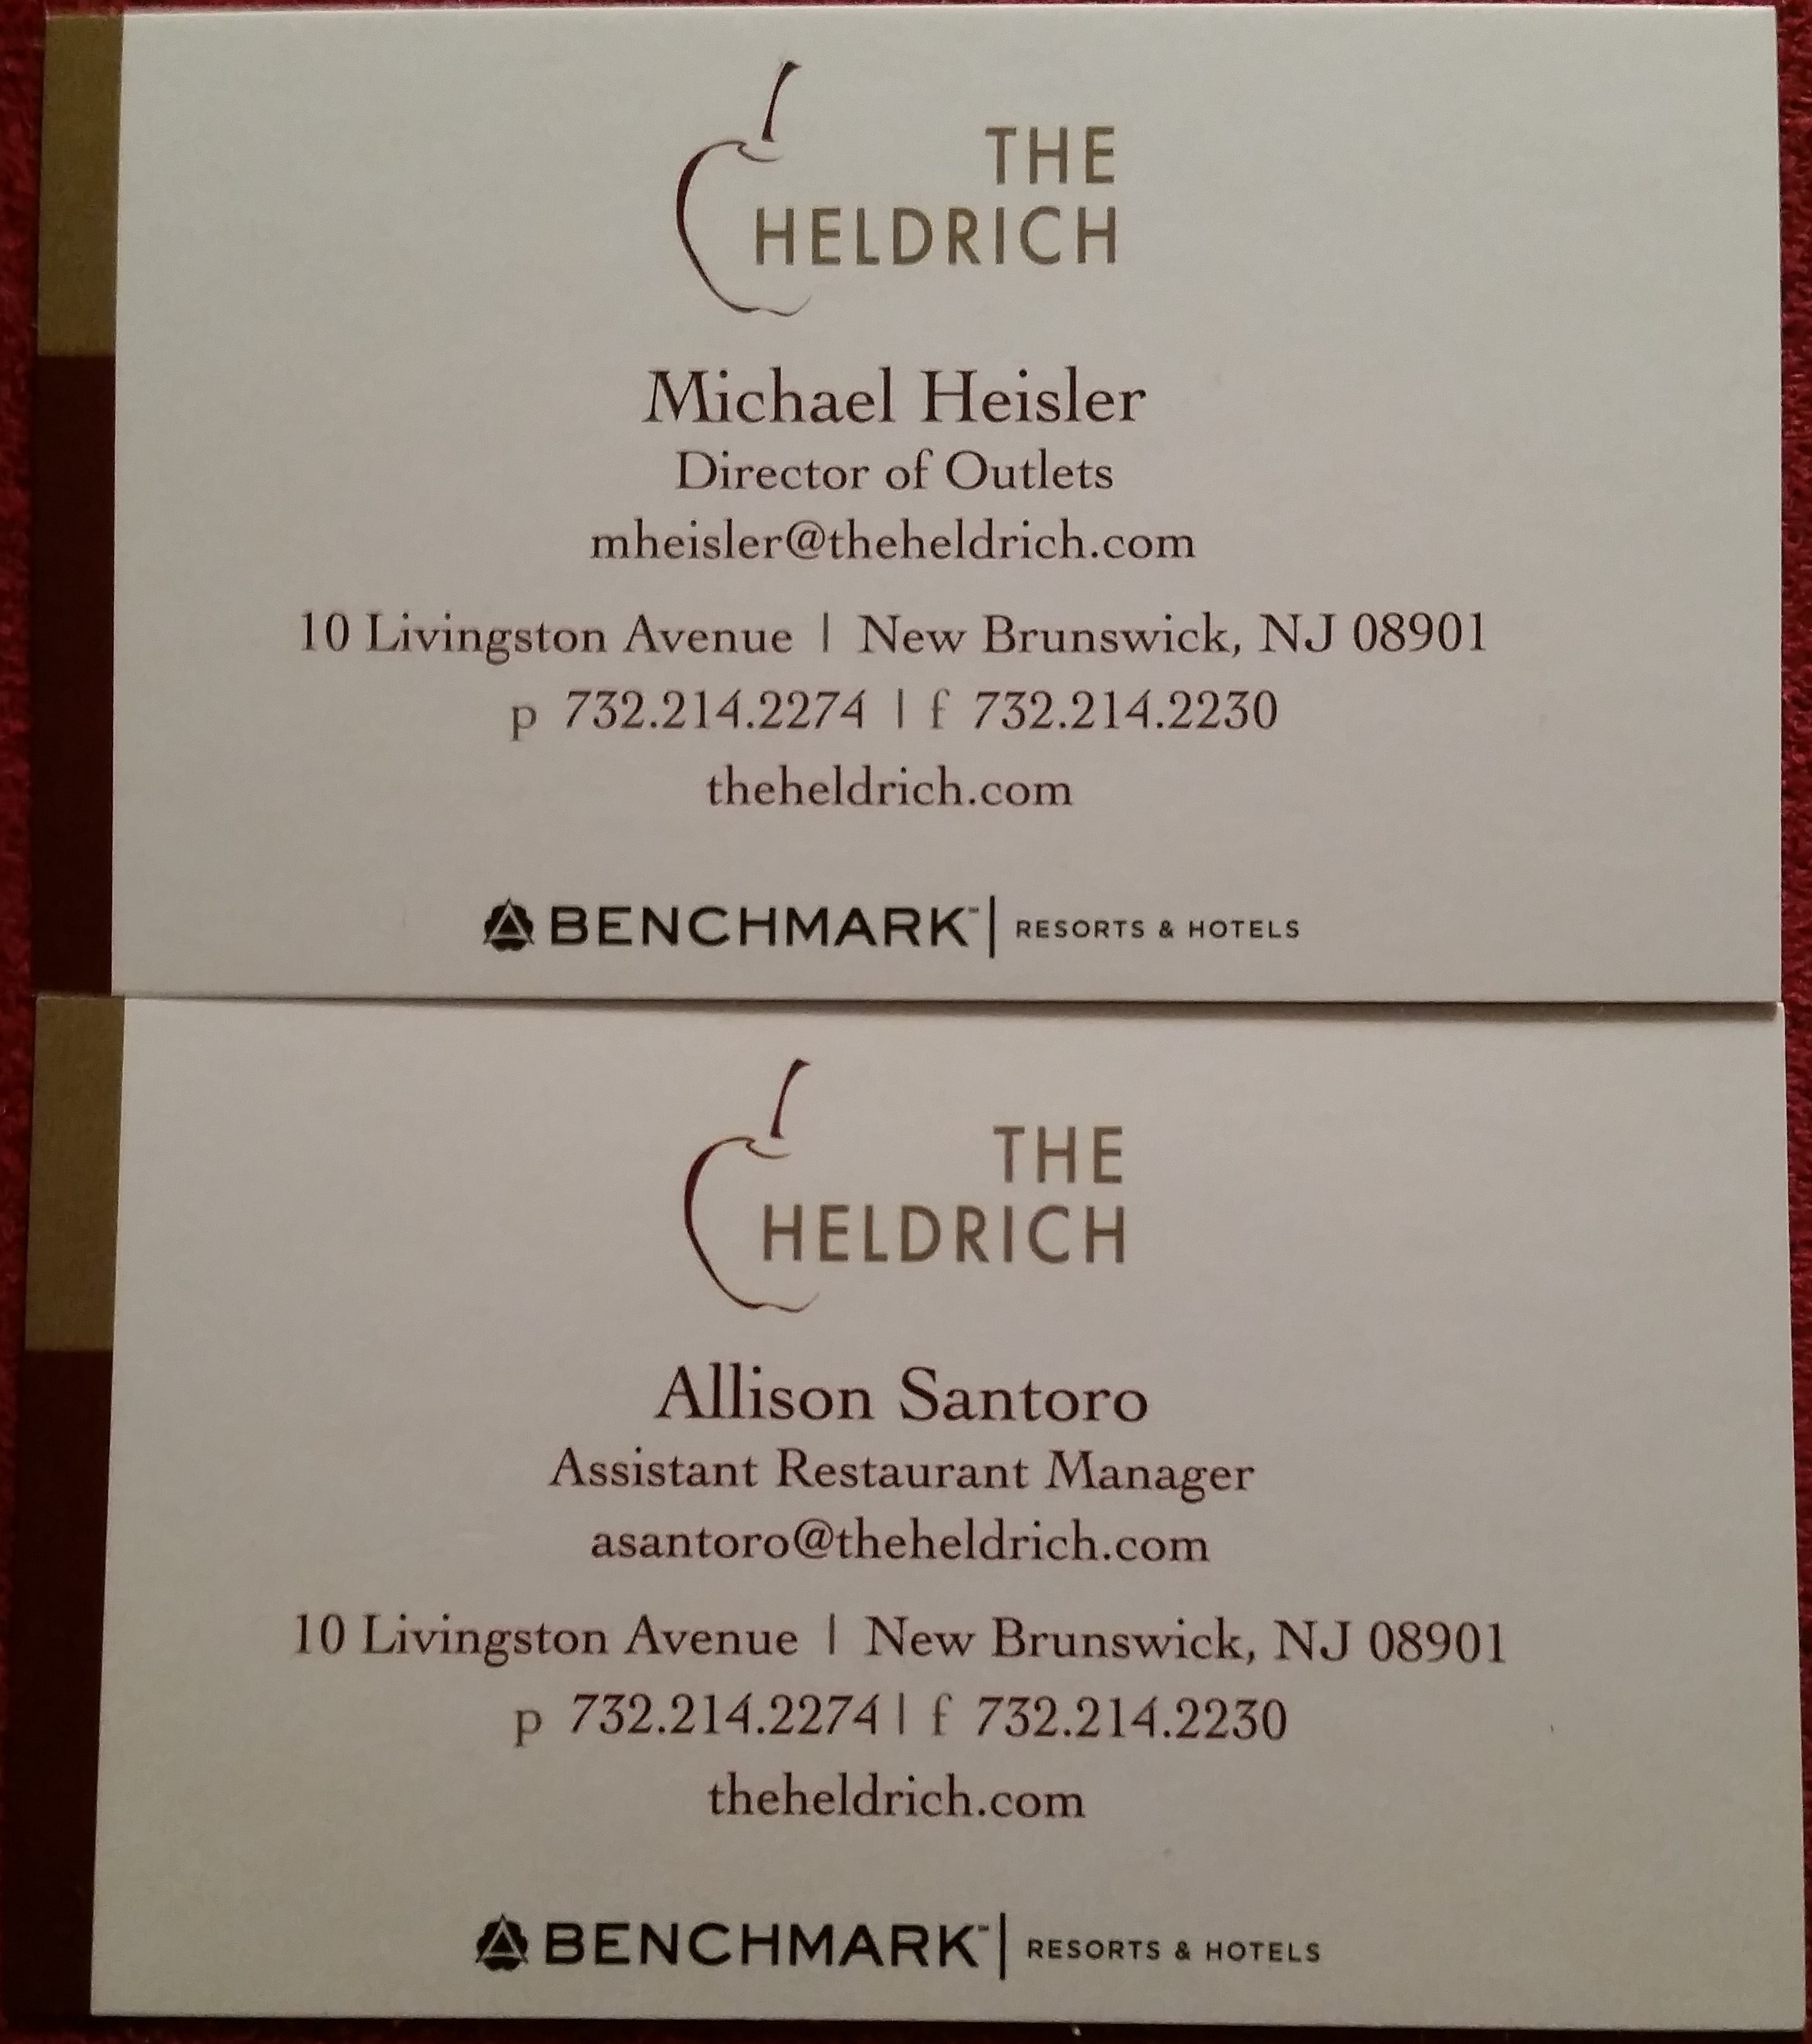 THE
HELDRICH
Michael Heisler
Director of Outlets
mheisler@theheldrich.com
10 Livingston Avenue | New Brunswick, NJ 08901
p 732.214.2274 | f 732.214.2230
theheldrich.com
BENCHMARK™ | RESORTS & HOTELS
THE
HELDRICH
Allison Santoro
Assistant Restaurant Manager
asantoro@theheldrich.com
10 Livingston Avenue | New Brunswick, NJ 08901
p 732.214.2274 | f 732.214.2230
theheldrich.com
BENCHMARK™ | RESORTS & HOTELS